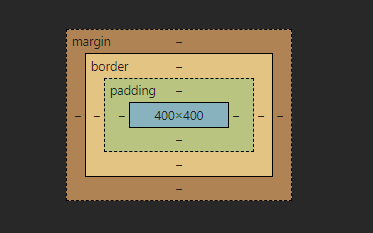 margin –
border –
padding –
– – – 400×400 – – –
–
–
–